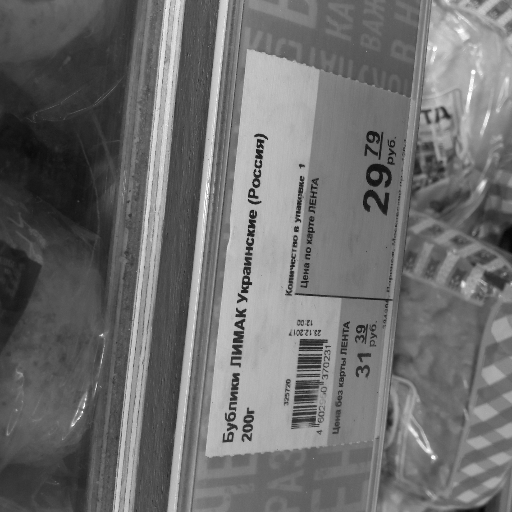 Бублики ЛИМАК Украинские (Россия)
200г
Количество в упаковке 1
Цена по карте ЛЕНТА
29 79
руб.
23.12.2017
12:00
325720
Цена без карты ЛЕНТА
31 39
руб.